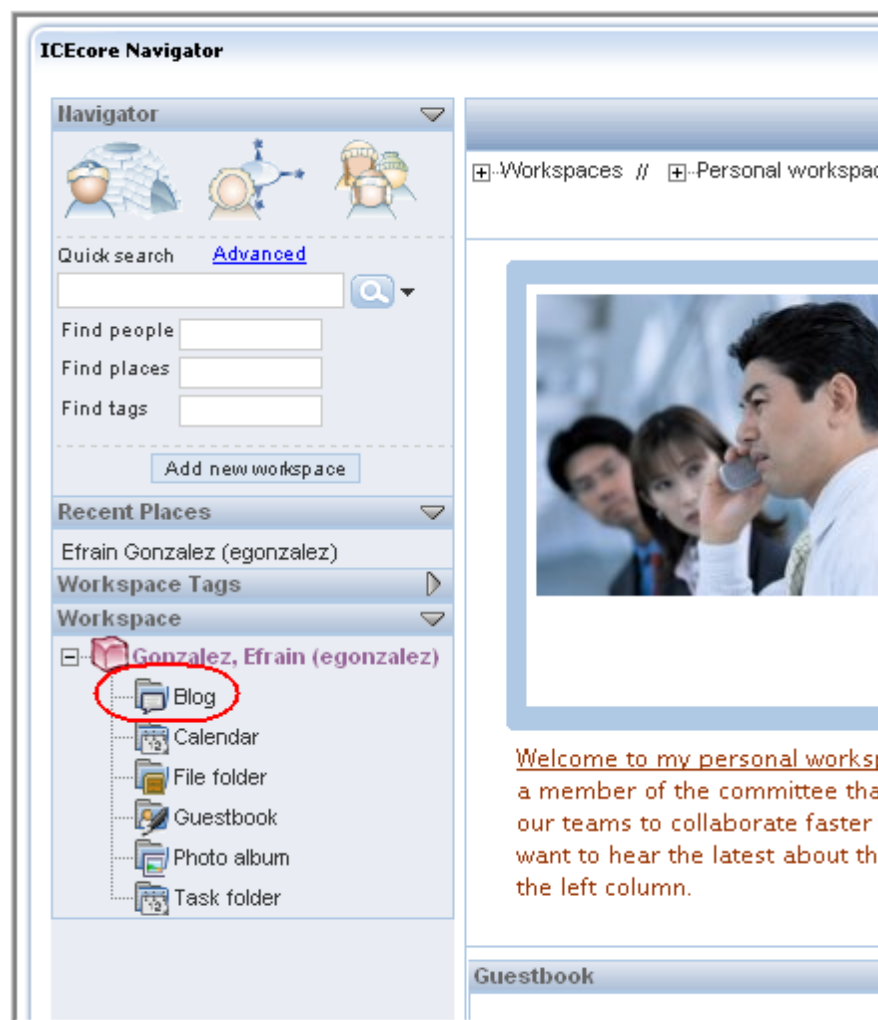 ICEcore Navigator
Navigator
Quick search Advanced
Find people
Find places
Find tags
Add new workspace
Recent Places
Efrain Gonzalez (egonzalez)
Workspace Tags
Workspace
Gonzalez, Efrain (egonzalez)
Blog
Calendar
File folder
Guestbook
Photo album
Task folder
Workspaces // Personal workspac
Welcome to my personal works
a member of the committee tha
our teams to collaborate faster
want to hear the latest about th
the left column.
Guestbook